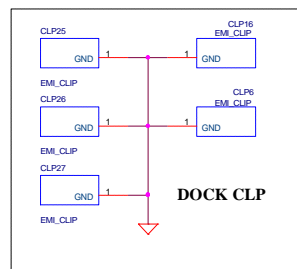 CLP25
CLP16
EMI_CLIP
GND
1
1
GND
EMI_CLIP
CLP26
CLP6
EMI_CLIP
GND
1
1
GND
EMI_CLIP
CLP27
GND
1
DOCK CLP
EMI_CLIP